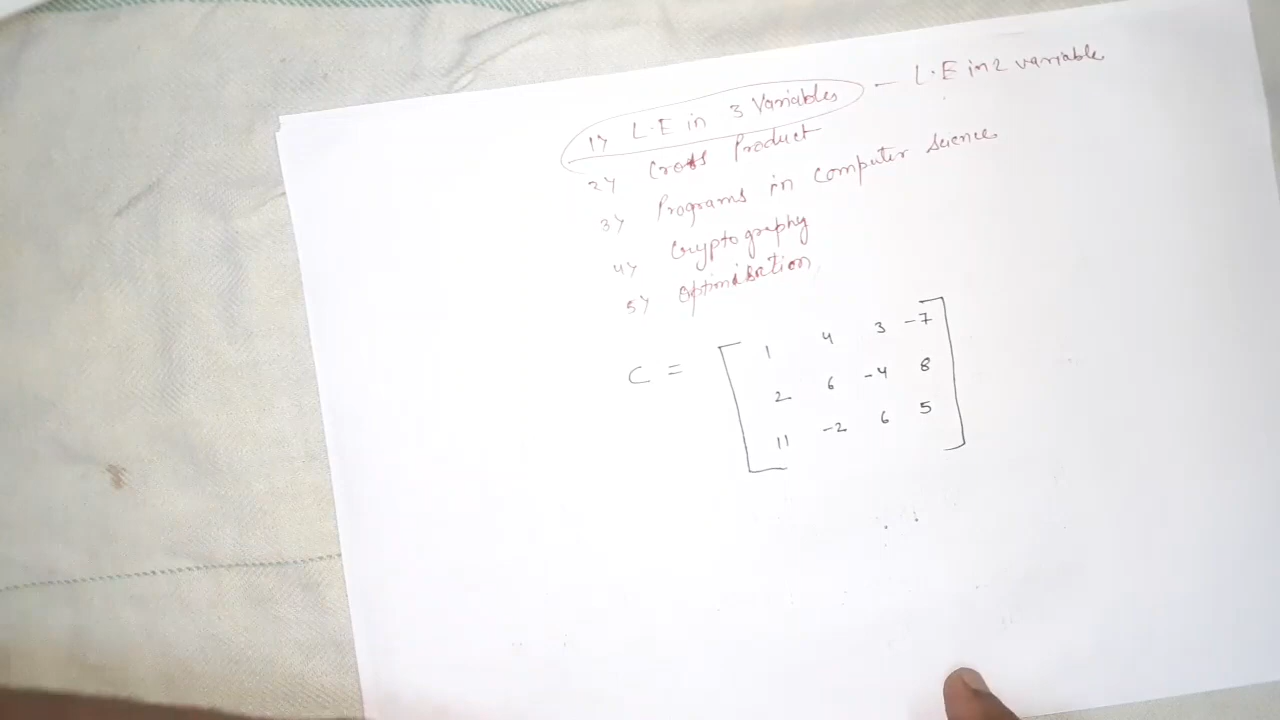 1) L.E in 3 Variables - L.E in 2 variable
2) Cross Product
3) Programs in computer science
4) Cryptography
5) Optimisation
C = [ 1 4 3 -7
2 6 -4 8
11 -2 6 5 ]